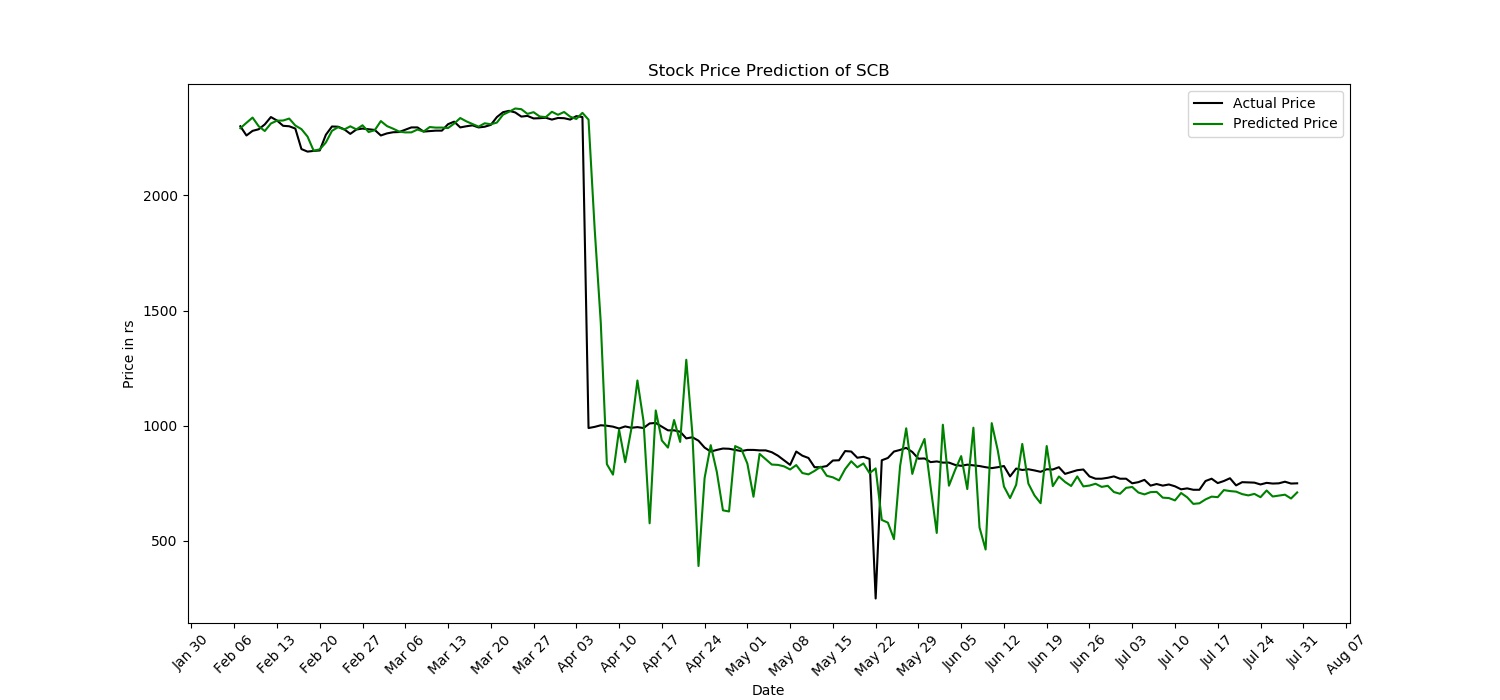 Stock Price Prediction of SCB
Actual Price
Predicted Price
Price in rs
2000
1500
1000
500
Jan 30
Feb 06
Feb 13
Feb 20
Feb 27
Mar 06
Mar 13
Mar 20
Mar 27
Apr 03
Apr 10
Apr 17
Apr 24
May 01
May 08
May 15
May 22
May 29
Jun 05
Jun 12
Jun 19
Jun 26
Jul 03
Jul 10
Jul 17
Jul 24
Jul 31
Aug 07
Date